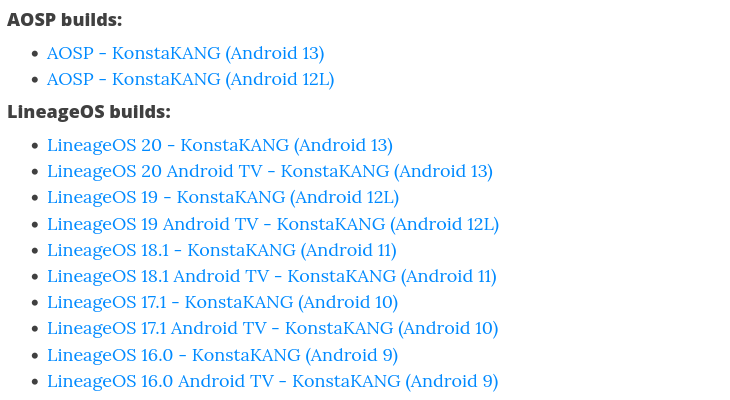 AOSP builds:
AOSP - KonstaKANG (Android 13)
AOSP - KonstaKANG (Android 12L)
LineageOS builds:
LineageOS 20 - KonstaKANG (Android 13)
LineageOS 20 Android TV - KonstaKANG (Android 13)
LineageOS 19 - KonstaKANG (Android 12L)
LineageOS 19 Android TV - KonstaKANG (Android 12L)
LineageOS 18.1 - KonstaKANG (Android 11)
LineageOS 18.1 Android TV - KonstaKANG (Android 11)
LineageOS 17.1 - KonstaKANG (Android 10)
LineageOS 17.1 Android TV - KonstaKANG (Android 10)
LineageOS 16.0 - KonstaKANG (Android 9)
LineageOS 16.0 Android TV - KonstaKANG (Android 9)